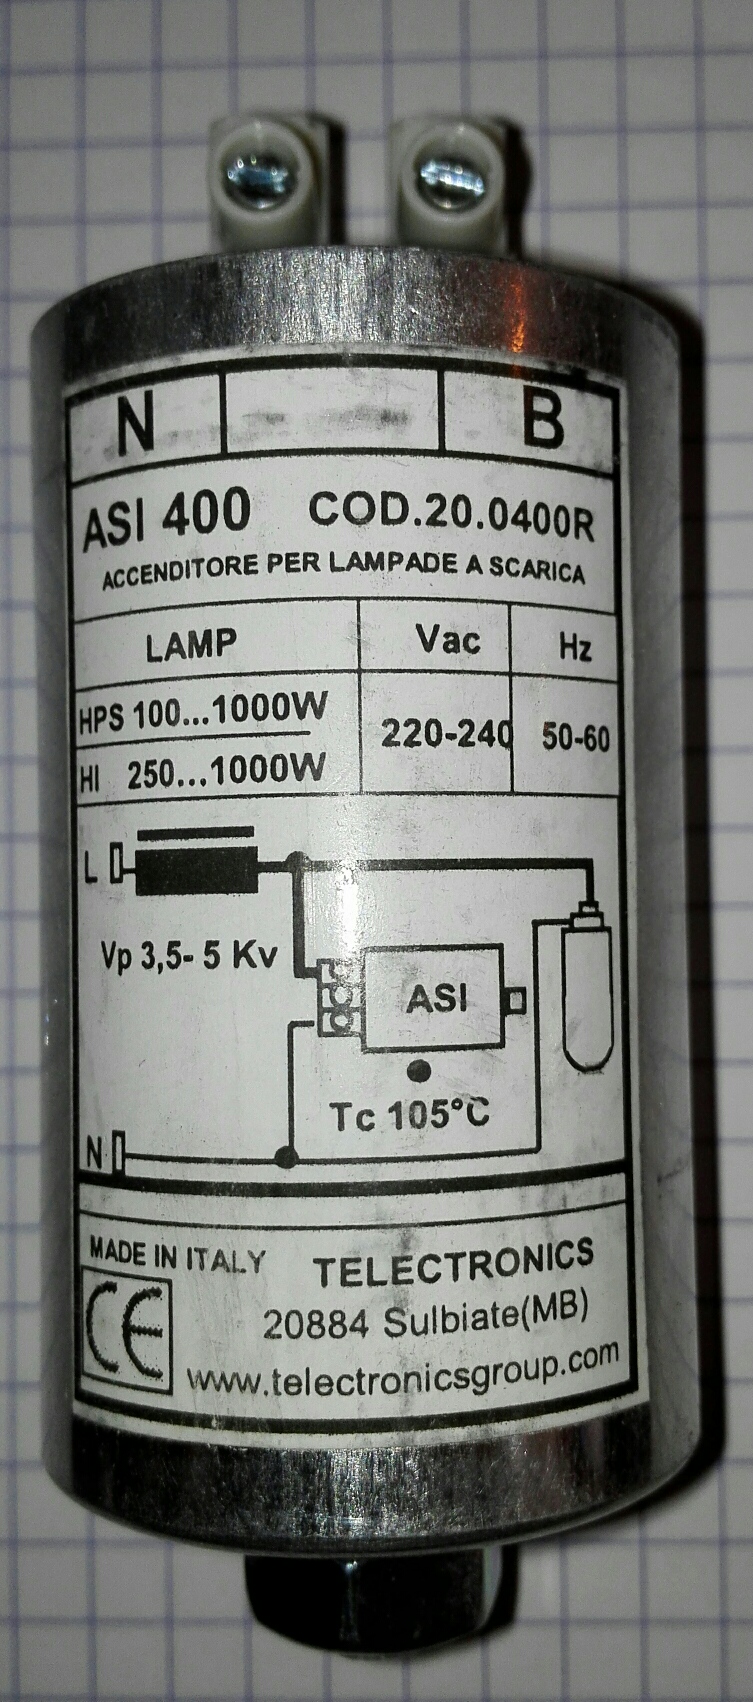 N B
ASI 400 COD.20.0400R
ACCENDITORE PER LAMPADE A SCARICA
LAMP Vac Hz
HPS 100...1000W
220-240 50-60
HI 250...1000W
L
Vp 3,5- 5 Kv
ASI
Tc 105°C
N
MADE IN ITALY TELECTRONICS
CE 20884 Sulbiate(MB)
www.telectronicsgroup.com